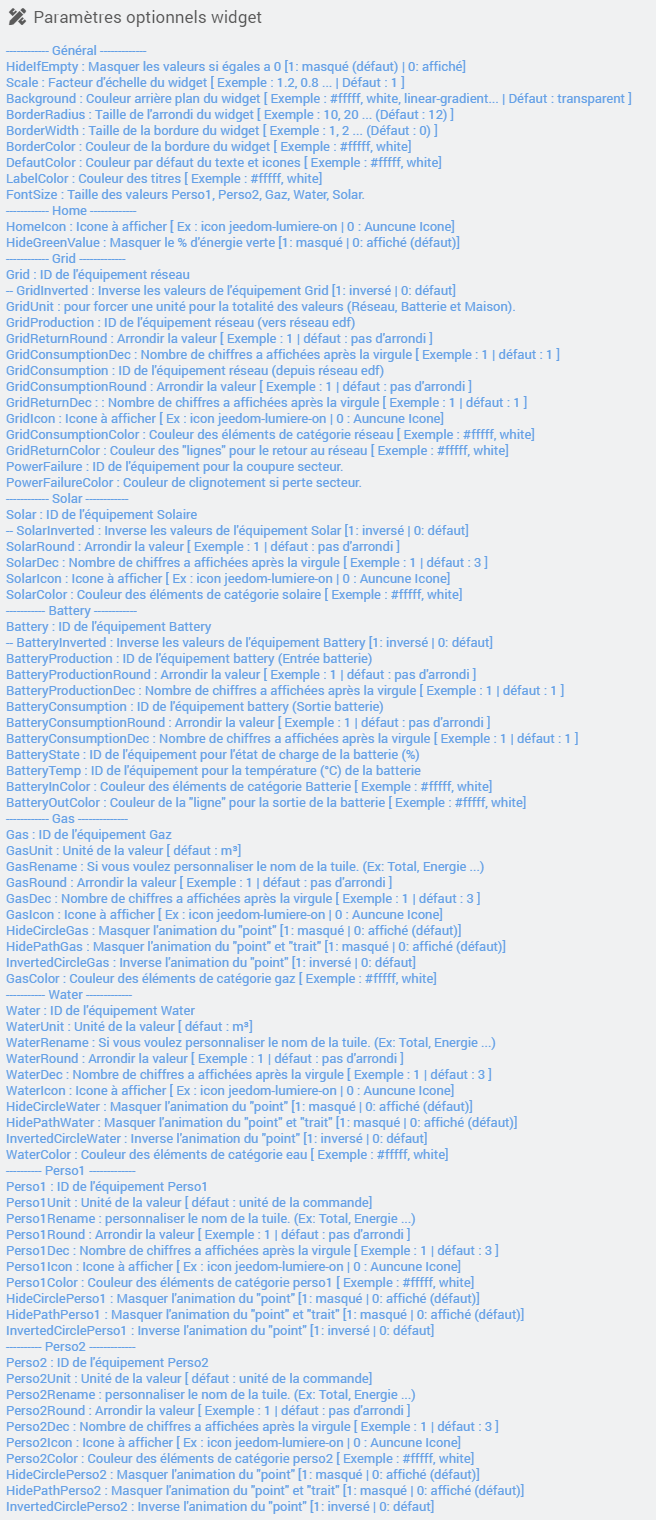 Paramètres optionnels widget
------------ Général -------------
HideIfEmpty : Masquer les valeurs si égales a 0 [1: masqué (défaut) | 0: affiché]
Scale : Facteur d'échelle du widget [ Exemple : 1.2, 0.8 ... | Défaut : 1 ]
Background : Couleur arrière plan du widget [ Exemple : #fffff, white, linear-gradient... | Défaut : transparent ]
BorderRadius : Taille de l'arrondi du widget [ Exemple : 10, 20 ... (Défaut : 12) ]
BorderWidth : Taille de la bordure du widget [ Exemple : 1, 2 ... (Défaut : 0) ]
BorderColor : Couleur de la bordure du widget [ Exemple : #fffff, white]
DefautColor : Couleur par défaut du texte et icones [ Exemple : #fffff, white]
LabelColor : Couleur des titres [ Exemple : #fffff, white]
FontSize : Taille des valeurs Perso1, Perso2, Gaz, Water, Solar.
------------ Home -------------
HomeIcon : Icone à afficher [ Ex : icon jeedom-lumiere-on | 0 : Auncune Icone]
HideGreenValue : Masquer le % d'énergie verte [1: masqué | 0: affiché (défaut)]
------------ Grid -------------
Grid : ID de l'équipement réseau
-- GridInverted : Inverse les valeurs de l'équipement Grid [1: inversé | 0: défaut]
GridUnit : pour forcer une unité pour la totalité des valeurs (Réseau, Batterie et Maison).
GridProduction : ID de l'équipement réseau (vers réseau edf)
GridReturnRound : Arrondir la valeur [ Exemple : 1 | défaut : pas d'arrondi ]
GridConsumptionDec : Nombre de chiffres a affichées après la virgule [ Exemple : 1 | défaut : 1 ]
GridConsumption : ID de l'équipement réseau (depuis réseau edf)
GridConsumptionRound : Arrondir la valeur [ Exemple : 1 | défaut : pas d'arrondi ]
GridReturnDec : : Nombre de chiffres a affichées après la virgule [ Exemple : 1 | défaut : 1 ]
GridIcon : Icone à afficher [ Ex : icon jeedom-lumiere-on | 0 : Auncune Icone]
GridConsumptionColor : Couleur des éléments de catégorie réseau [ Exemple : #fffff, white]
GridReturnColor : Couleur des "lignes" pour le retour au réseau [ Exemple : #fffff, white]
PowerFailure : ID de l'équipement pour la coupure secteur.
PowerFailureColor : Couleur de clignotement si perte secteur.
------------ Solar ------------
Solar : ID de l'équipement Solaire
-- SolarInverted : Inverse les valeurs de l'équipement Solar [1: inversé | 0: défaut]
SolarRound : Arrondir la valeur [ Exemple : 1 | défaut : pas d'arrondi ]
SolarDec : Nombre de chiffres a affichées après la virgule [ Exemple : 1 | défaut : 3 ]
SolarIcon : Icone à afficher [ Ex : icon jeedom-lumiere-on | 0 : Auncune Icone]
SolarColor : Couleur des éléments de catégorie solaire [ Exemple : #fffff, white]
----------- Battery ------------
Battery : ID de l'équipement Battery
-- BatteryInverted : Inverse les valeurs de l'équipement Battery [1: inversé | 0: défaut]
BatteryProduction : ID de l'équipement battery (Entrée batterie)
BatteryProductionRound : Arrondir la valeur [ Exemple : 1 | défaut : pas d'arrondi ]
BatteryProductionDec : Nombre de chiffres a affichées après la virgule [ Exemple : 1 | défaut : 1 ]
BatteryConsumption : ID de l'équipement battery (Sortie batterie)
BatteryConsumptionRound : Arrondir la valeur [ Exemple : 1 | défaut : pas d'arrondi ]
BatteryConsumptionDec : Nombre de chiffres a affichées après la virgule [ Exemple : 1 | défaut : 1 ]
BatteryState : ID de l'équipement pour l'état de charge de la batterie (%)
BatteryTemp : ID de l'équipement pour la température (°C) de la batterie
BatteryInColor : Couleur des éléments de catégorie Batterie [ Exemple : #fffff, white]
BatteryOutColor : Couleur de la "ligne" pour la sortie de la batterie [ Exemple : #fffff, white]
------------ Gas --------------
Gas : ID de l'équipement Gaz
GasUnit : Unité de la valeur [ défaut : m³]
GasRename : Si vous voulez personnaliser le nom de la tuile. (Ex: Total, Energie ...)
GasRound : Arrondir la valeur [ Exemple : 1 | défaut : pas d'arrondi ]
GasDec : Nombre de chiffres a affichées après la virgule [ Exemple : 1 | défaut : 3 ]
GasIcon : Icone à afficher [ Ex : icon jeedom-lumiere-on | 0 : Auncune Icone]
HideCircleGas : Masquer l'animation du "point" [1: masqué | 0: affiché (défaut)]
HidePathGas : Masquer l'animation du "point" et "trait" [1: masqué | 0: affiché (défaut)]
InvertedCircleGas : Inverse l'animation du "point" [1: inversé | 0: défaut]
GasColor : Couleur des éléments de catégorie gaz [ Exemple : #fffff, white]
----------- Water -------------
Water : ID de l'équipement Water
WaterUnit : Unité de la valeur [ défaut : m³]
WaterRename : Si vous voulez personnaliser le nom de la tuile. (Ex: Total, Energie ...)
WaterRound : Arrondir la valeur [ Exemple : 1 | défaut : pas d'arrondi ]
WaterDec : Nombre de chiffres a affichées après la virgule [ Exemple : 1 | défaut : 3 ]
WaterIcon : Icone à afficher [ Ex : icon jeedom-lumiere-on | 0 : Auncune Icone]
HideCircleWater : Masquer l'animation du "point" [1: masqué | 0: affiché (défaut)]
HidePathWater : Masquer l'animation du "point" et "trait" [1: masqué | 0: affiché (défaut)]
InvertedCircleWater : Inverse l'animation du "point" [1: inversé | 0: défaut]
WaterColor : Couleur des éléments de catégorie eau [ Exemple : #fffff, white]
---------- Perso1 -------------
Perso1 : ID de l'équipement Perso1
Perso1Unit : Unité de la valeur [ défaut : unité de la commande]
Perso1Rename : personnaliser le nom de la tuile. (Ex: Total, Energie ...)
Perso1Round : Arrondir la valeur [ Exemple : 1 | défaut : pas d'arrondi ]
Perso1Dec : Nombre de chiffres a affichées après la virgule [ Exemple : 1 | défaut : 3 ]
Perso1Icon : Icone à afficher [ Ex : icon jeedom-lumiere-on | 0 : Auncune Icone]
Perso1Color : Couleur des éléments de catégorie perso1 [ Exemple : #fffff, white]
HideCirclePerso1 : Masquer l'animation du "point" [1: masqué | 0: affiché (défaut)]
HidePathPerso1 : Masquer l'animation du "point" et "trait" [1: masqué | 0: affiché (défaut)]
InvertedCirclePerso1 : Inverse l'animation du "point" [1: inversé | 0: défaut]
---------- Perso2 -------------
Perso2 : ID de l'équipement Perso2
Perso2Unit : Unité de la valeur [ défaut : unité de la commande]
Perso2Rename : personnaliser le nom de la tuile. (Ex: Total, Energie ...)
Perso2Round : Arrondir la valeur [ Exemple : 1 | défaut : pas d'arrondi ]
Perso2Dec : Nombre de chiffres a affichées après la virgule [ Exemple : 1 | défaut : 3 ]
Perso2Icon : Icone à afficher [ Ex : icon jeedom-lumiere-on | 0 : Auncune Icone]
Perso2Color : Couleur des éléments de catégorie perso2 [ Exemple : #fffff, white]
HideCirclePerso2 : Masquer l'animation du "point" [1: masqué | 0: affiché (défaut)]
HidePathPerso2 : Masquer l'animation du "point" et "trait" [1: masqué | 0: affiché (défaut)]
InvertedCirclePerso2 : Inverse l'animation du "point" [1: inversé | 0: défaut]